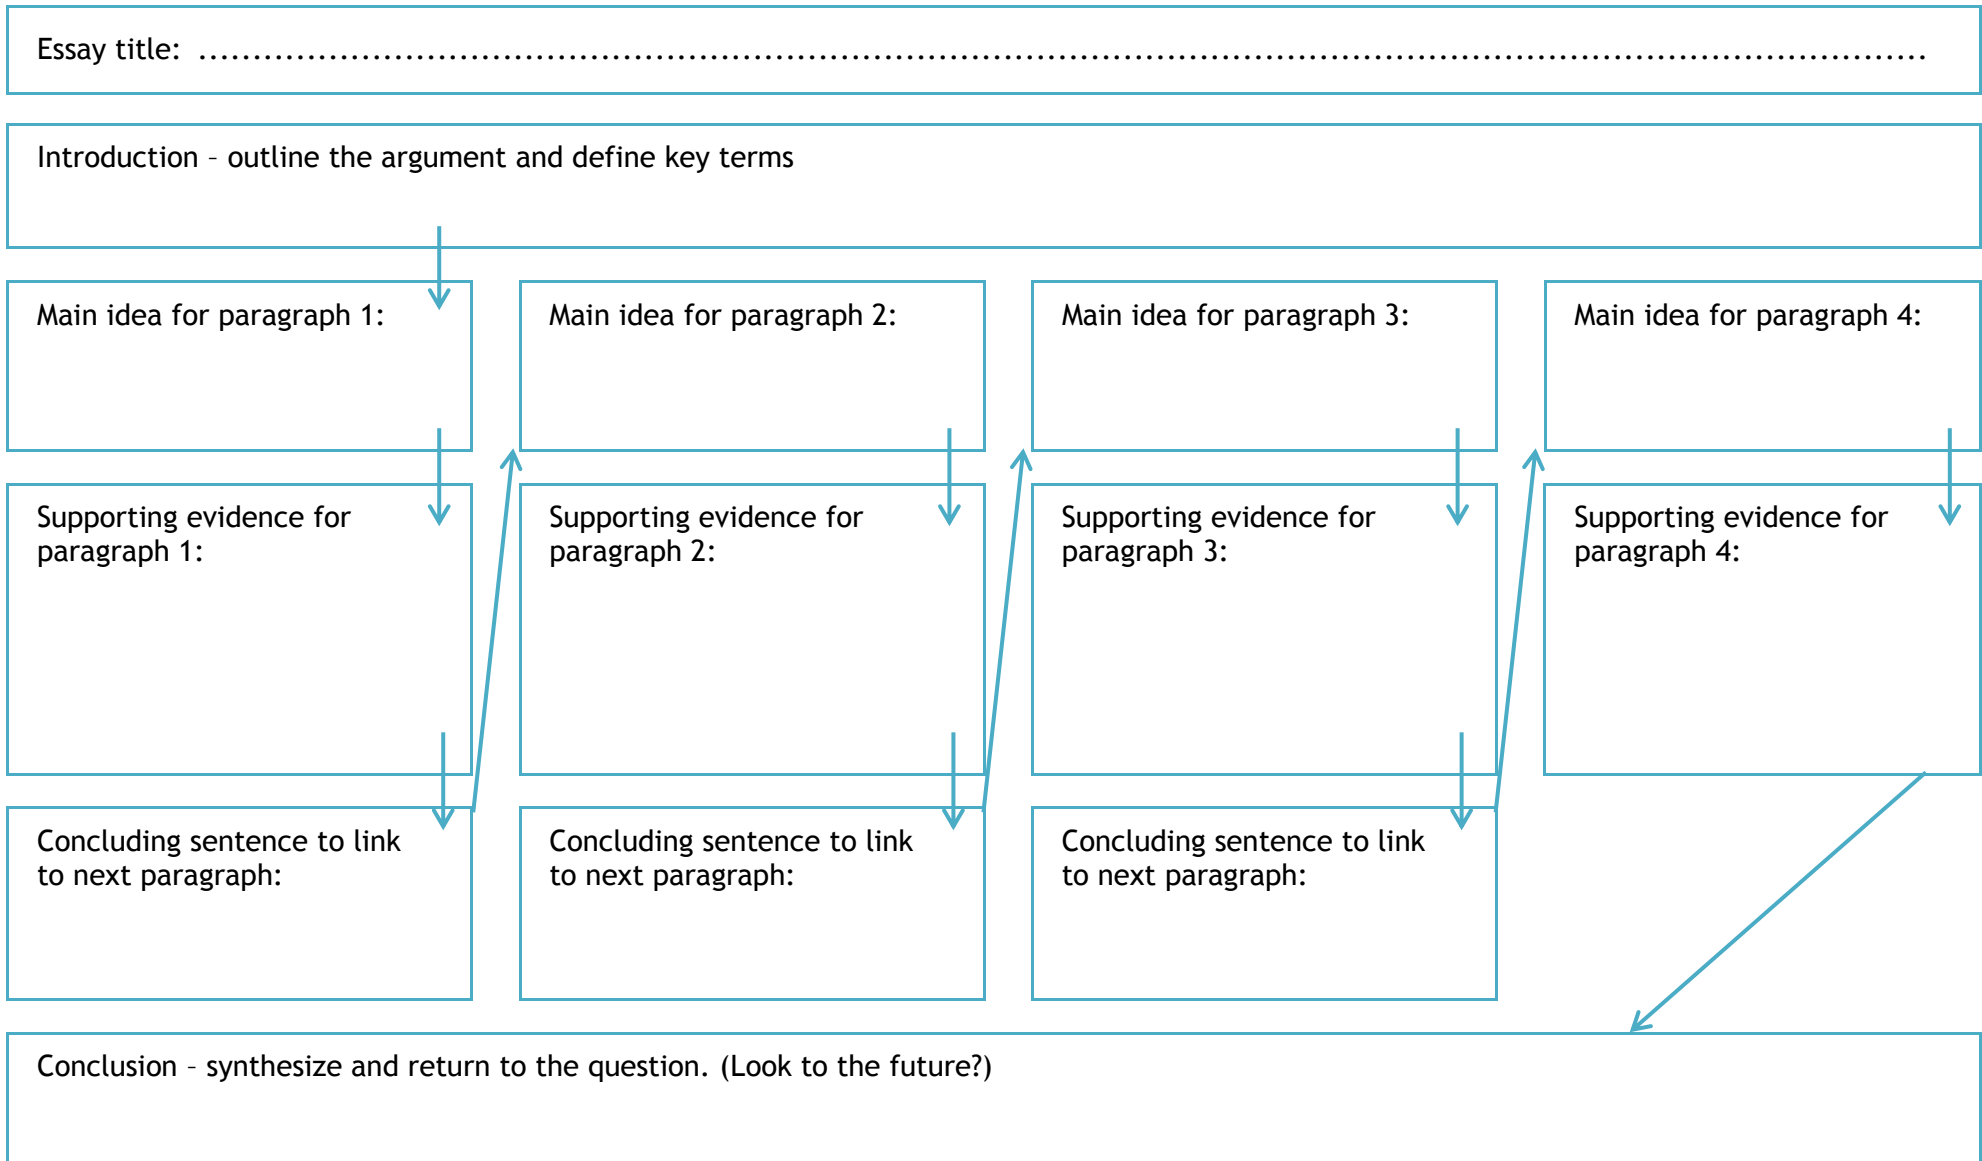 Essay title: ................................................................................................................................................................
Introduction – outline the argument and define key terms
Main idea for paragraph 1:
Supporting evidence for
paragraph 1:
Concluding sentence to link
to next paragraph:
Main idea for paragraph 2:
Supporting evidence for
paragraph 2:
Concluding sentence to link
to next paragraph:
Main idea for paragraph 3:
Supporting evidence for
paragraph 3:
Concluding sentence to link
to next paragraph:
Main idea for paragraph 4:
Supporting evidence for
paragraph 4:
Conclusion – synthesize and return to the question. (Look to the future?)